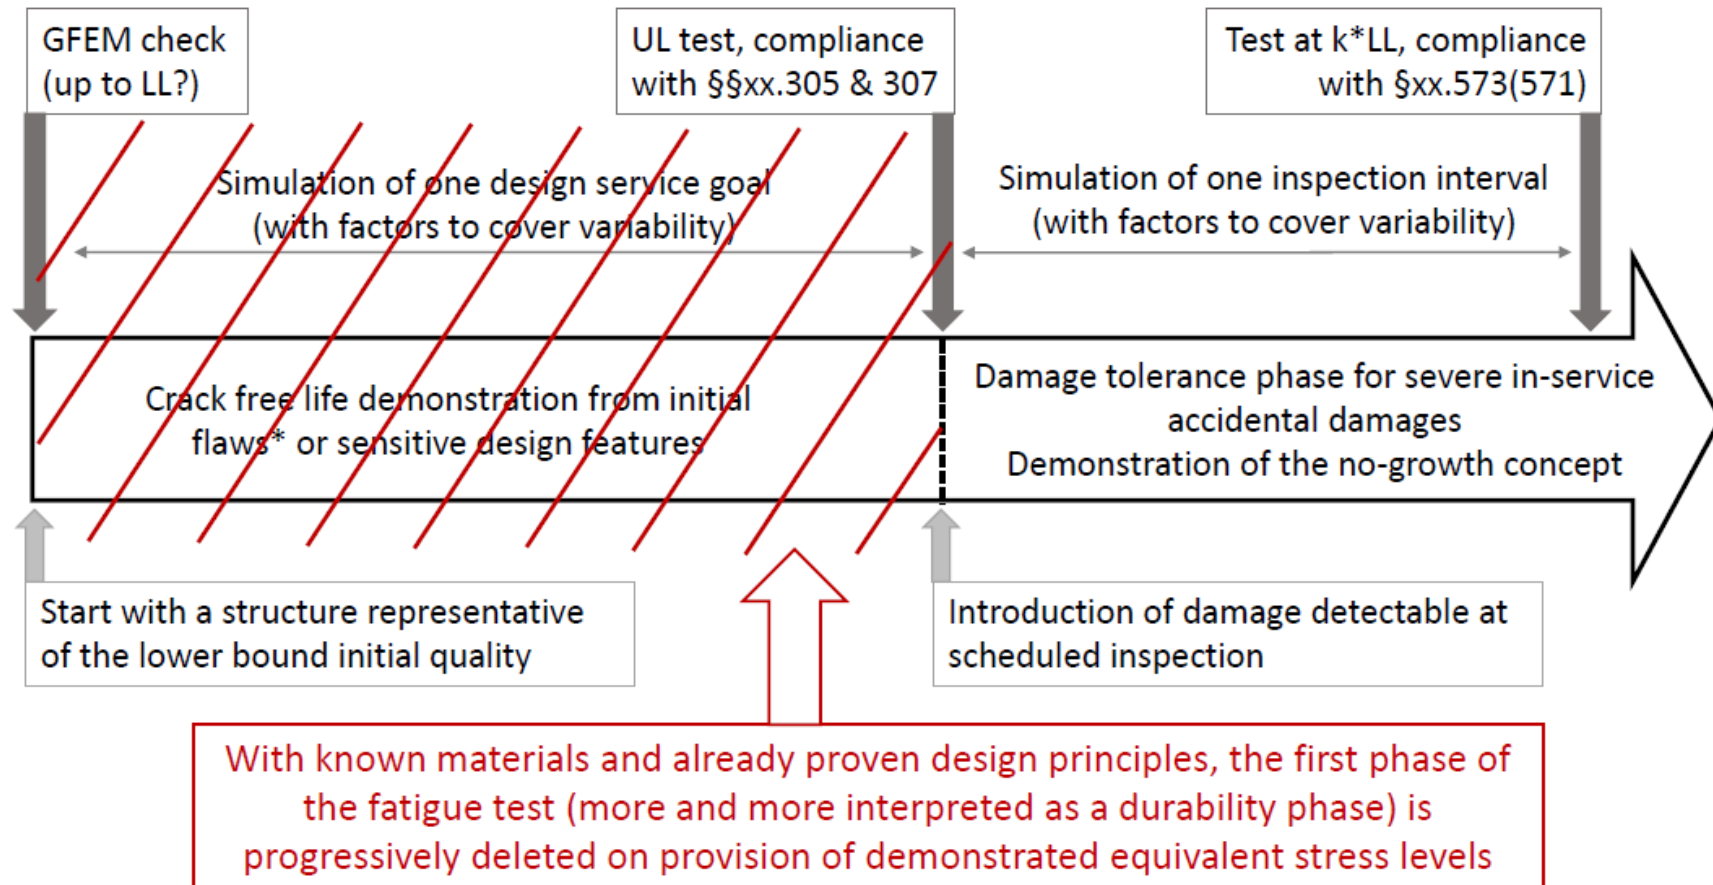 GFEM check
(up to LL?)
UL test, compliance
with §§xx.305 & 307
Test at k*LL, compliance
with §xx.573(571)
Simulation of one design service goal
(with factors to cover variability)
Simulation of one inspection interval
(with factors to cover variability)
Crack free life demonstration from initial
flaws* or sensitive design features
Damage tolerance phase for severe in-service
accidental damages
Demonstration of the no-growth concept
Start with a structure representative
of the lower bound initial quality
Introduction of damage detectable at
scheduled inspection
With known materials and already proven design principles, the first phase of
the fatigue test (more and more interpreted as a durability phase) is
progressively deleted on provision of demonstrated equivalent stress levels